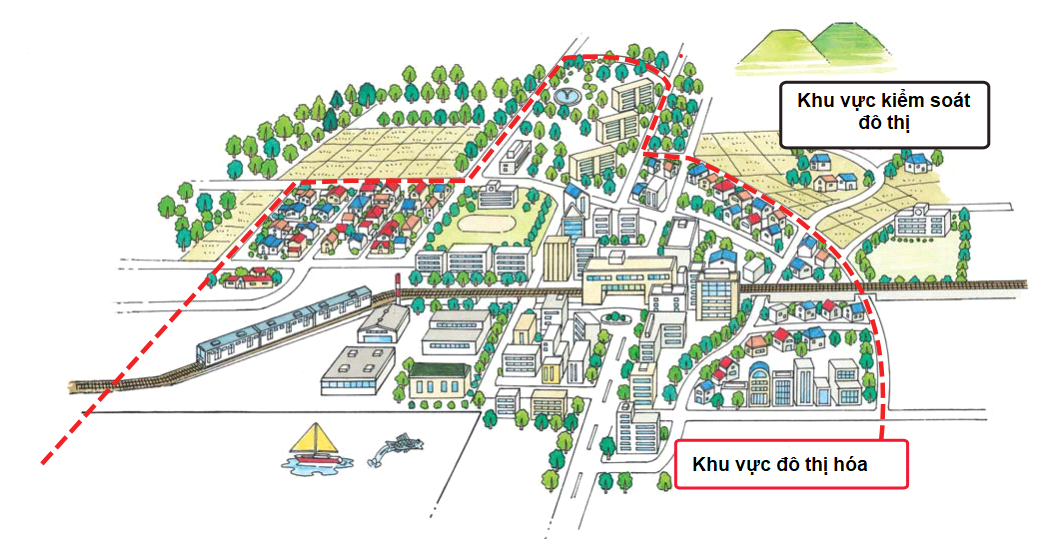 Khu vực kiểm soát
đô thị
Khu vực đô thị hóa